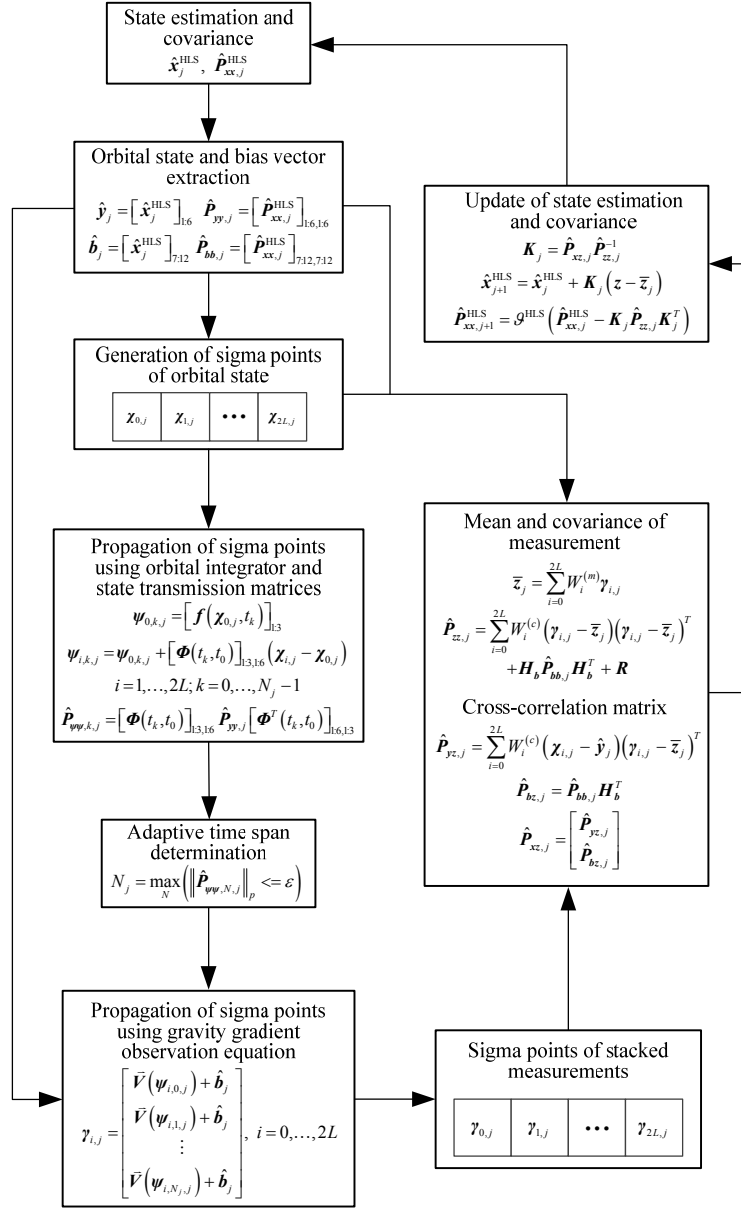 State estimation and
covariance
x̂_j^HLS, P̂_xx,j^HLS
Orbital state and bias vector
extraction
ŷ_j = [x̂_j^HLS]_1:6 P̂_yy,j = [P̂_xx,j^HLS]_1:6,1:6
b̂_j = [x̂_j^HLS]_7:12 P̂_bb,j = [P̂_xx,j^HLS]_7:12,7:12
Generation of sigma points
of orbital state
χ_0,j χ_1,j ••• χ_2L,j
Propagation of sigma points
using orbital integrator and
state transmission matrices
ψ_0,k,j = [f(χ_0,j, t_k)]_1:3
ψ_i,k,j = ψ_0,k,j + [Φ(t_k, t_0)]_1:3,1:6 (χ_i,j − χ_0,j)
i = 1,…,2L; k = 0,…, N_j − 1
P̂_ψψ,k,j = [Φ(t_k, t_0)]_1:3,1:6 P̂_yy,j [Φ^T(t_k, t_0)]_1:6,1:3
Adaptive time span
determination
N_j = max_N (‖P̂_ψψ,N,j‖_p <= ε)
Propagation of sigma points
using gravity gradient
observation equation
γ_i,j = [V̄(ψ_i,0,j) + b̂_j
V̄(ψ_i,1,j) + b̂_j
⋮
V̄(ψ_i,N_j,j) + b̂_j], i = 0,…,2L
Update of state estimation
and covariance
K_j = P̂_xz,j P̂_zz,j^−1
x̂_j+1^HLS = x̂_j^HLS + K_j (z − z̄_j)
P̂_xx,j+1^HLS = ϑ^HLS (P̂_xx,j^HLS − K_j P̂_zz,j K_j^T)
Mean and covariance of
measurement
z̄_j = ∑_i=0^2L W_i^(m) γ_i,j
P̂_zz,j = ∑_i=0^2L W_i^(c) (γ_i,j − z̄_j)(γ_i,j − z̄_j)^T
+ H_b P̂_bb,j H_b^T + R
Cross-correlation matrix
P̂_yz,j = ∑_i=0^2L W_i^(c) (χ_i,j − ŷ_j)(γ_i,j − z̄_j)^T
P̂_bz,j = P̂_bb,j H_b^T
P̂_xz,j = [P̂_yz,j
P̂_bz,j]
Sigma points of stacked
measurements
γ_0,j γ_1,j ••• γ_2L,j